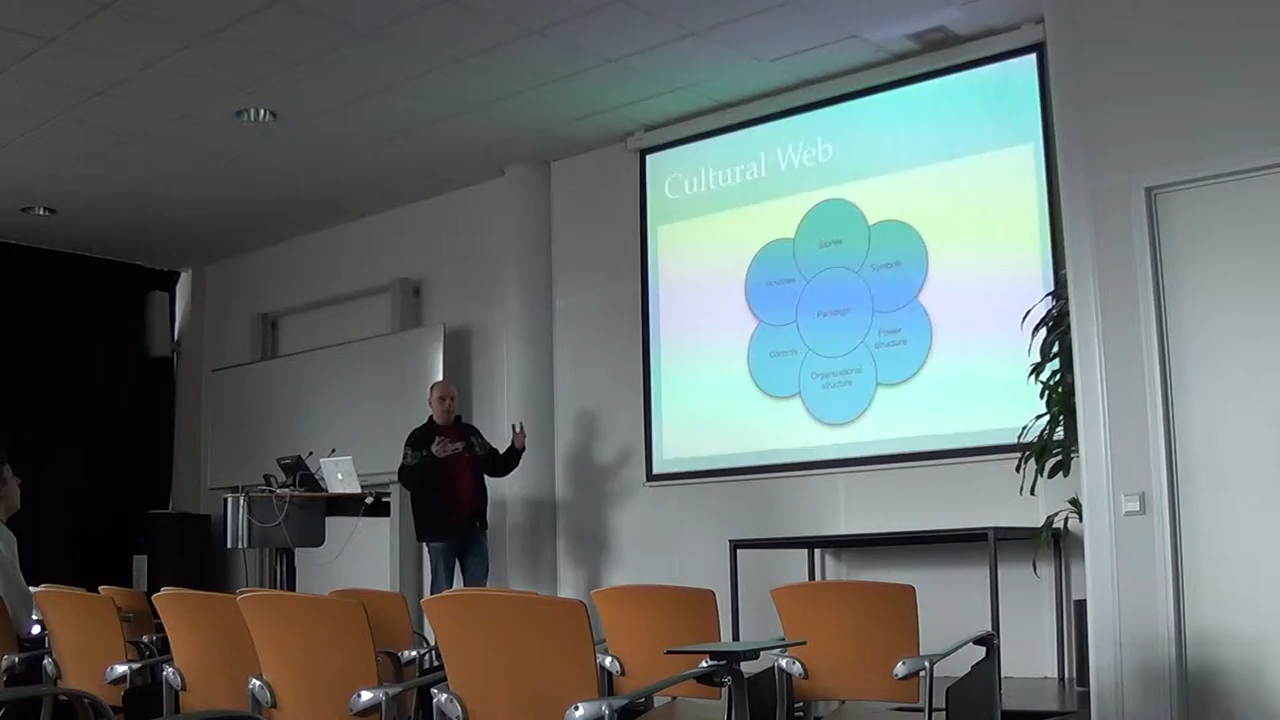 Cultural Web
Stories
Symbols
Routines
Paradigm
Power
structure
Controls
Organizational
structure